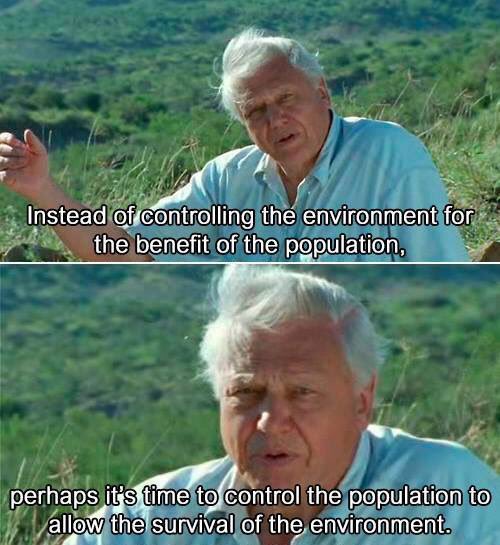 Instead of controlling the environment for
the benefit of the population,
perhaps it's time to control the population to
allow the survival of the environment.